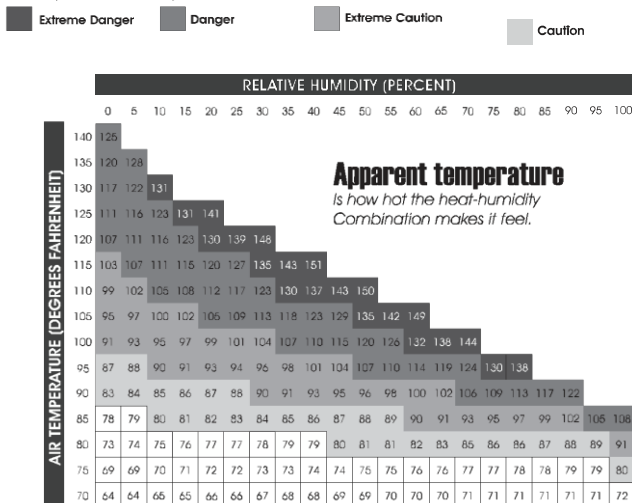 Extreme Danger
Danger
Extreme Caution
Caution
RELATIVE HUMIDITY (PERCENT)
0 5 10 15 20 25 30 35 40 45 50 55 60 65 70 75 80 85 90 95 100
AIR TEMPERATURE (DEGREES FAHRENHEIT)
Apparent temperature
Is how hot the heat-humidity
Combination makes it feel.
140 125
135 120 128
130 117 122 131
125 111 116 123 131 141
120 107 111 116 123 130 139 148
115 103 107 111 115 120 127 135 143 151
110 99 102 105 108 112 117 123 130 137 143 150
105 95 97 100 102 105 109 113 118 123 129 135 142 149
100 91 93 95 97 99 101 104 107 110 115 120 126 132 138 144
95 87 88 90 91 93 94 96 98 101 104 107 110 114 119 124 130 138
90 83 84 85 86 87 88 90 91 93 95 96 98 100 102 106 109 113 117 122
85 78 79 80 81 82 83 84 85 86 87 88 89 90 91 93 95 97 99 102 105 108
80 73 74 75 76 77 77 78 79 79 80 81 81 82 83 85 86 86 87 88 89 91
75 69 69 70 71 72 72 73 73 74 74 75 75 76 76 77 77 78 78 79 79 80
70 64 64 65 65 66 66 67 68 68 69 69 70 70 70 71 71 71 71 71 71 72